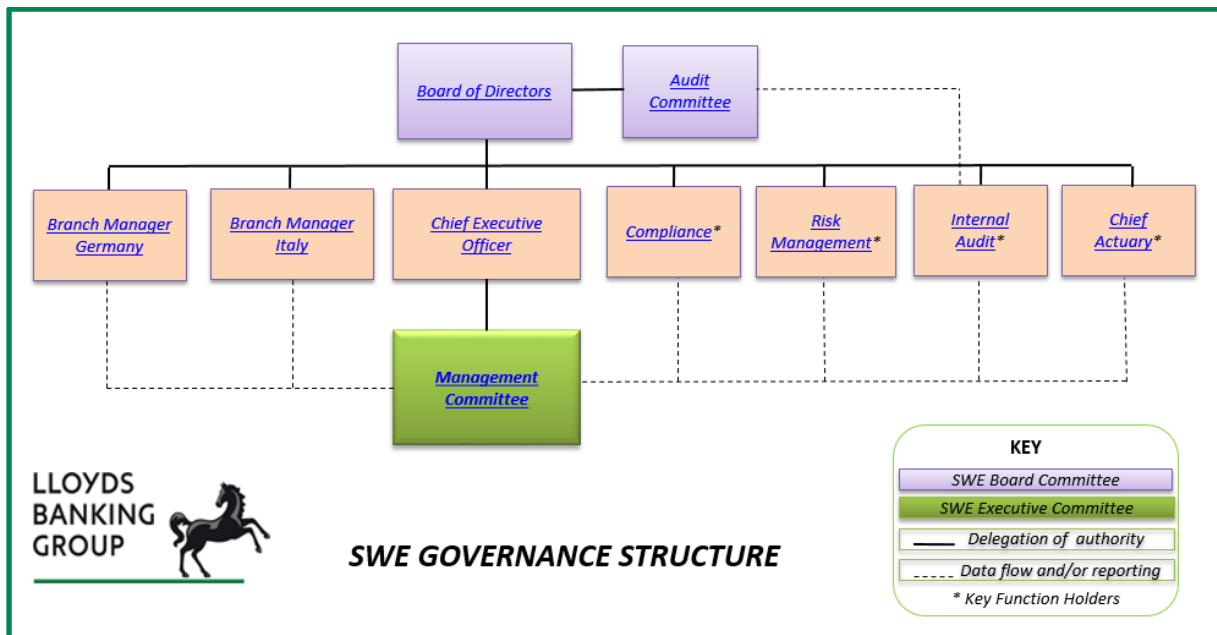 Board of Directors
Audit
Committee
Branch Manager
Germany
Branch Manager
Italy
Chief Executive
Officer
Compliance*
Risk
Management*
Internal
Audit*
Chief
Actuary*
Management
Committee
LLOYDS
BANKING
GROUP
SWE GOVERNANCE STRUCTURE
KEY
SWE Board Committee
SWE Executive Committee
Delegation of authority
Data flow and/or reporting
* Key Function Holders